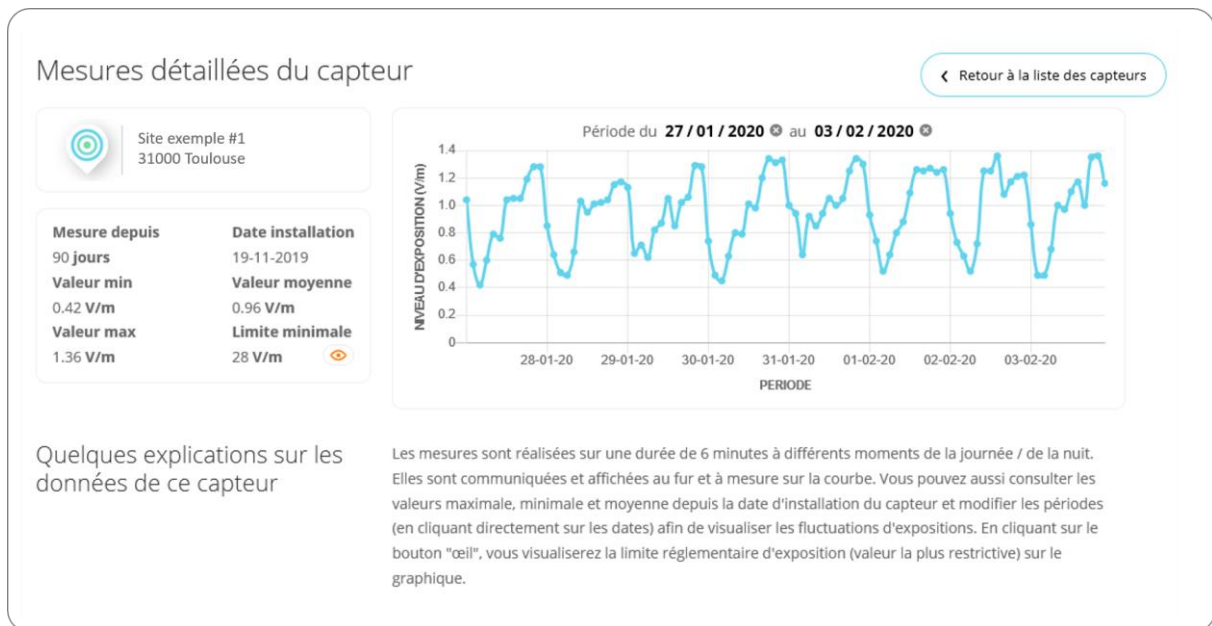 Mesures détaillées du capteur
Retour à la liste des capteurs
Site exemple #1
31000 Toulouse
Mesure depuis
Date installation
90 jours
19-11-2019
Valeur min
Valeur moyenne
0.42 V/m
0.96 V/m
Valeur max
Limite minimale
1.36 V/m
28 V/m
Période du 27 / 01 / 2020 au 03 / 02 / 2020
NIVEAU D'EXPOSITION (V/m)
1.4
1.2
1.0
0.8
0.6
0.4
0.2
0
28-01-20 29-01-20 30-01-20 31-01-20 01-02-20 02-02-20 03-02-20
PERIODE
Quelques explications sur les
données de ce capteur
Les mesures sont réalisées sur une durée de 6 minutes à différents moments de la journée / de la nuit.
Elles sont communiquées et affichées au fur et à mesure sur la courbe. Vous pouvez aussi consulter les
valeurs maximale, minimale et moyenne depuis la date d'installation du capteur et modifier les périodes
(en cliquant directement sur les dates) afin de visualiser les fluctuations d'expositions. En cliquant sur le
bouton "œil", vous visualiserez la limite réglementaire d'exposition (valeur la plus restrictive) sur le
graphique.